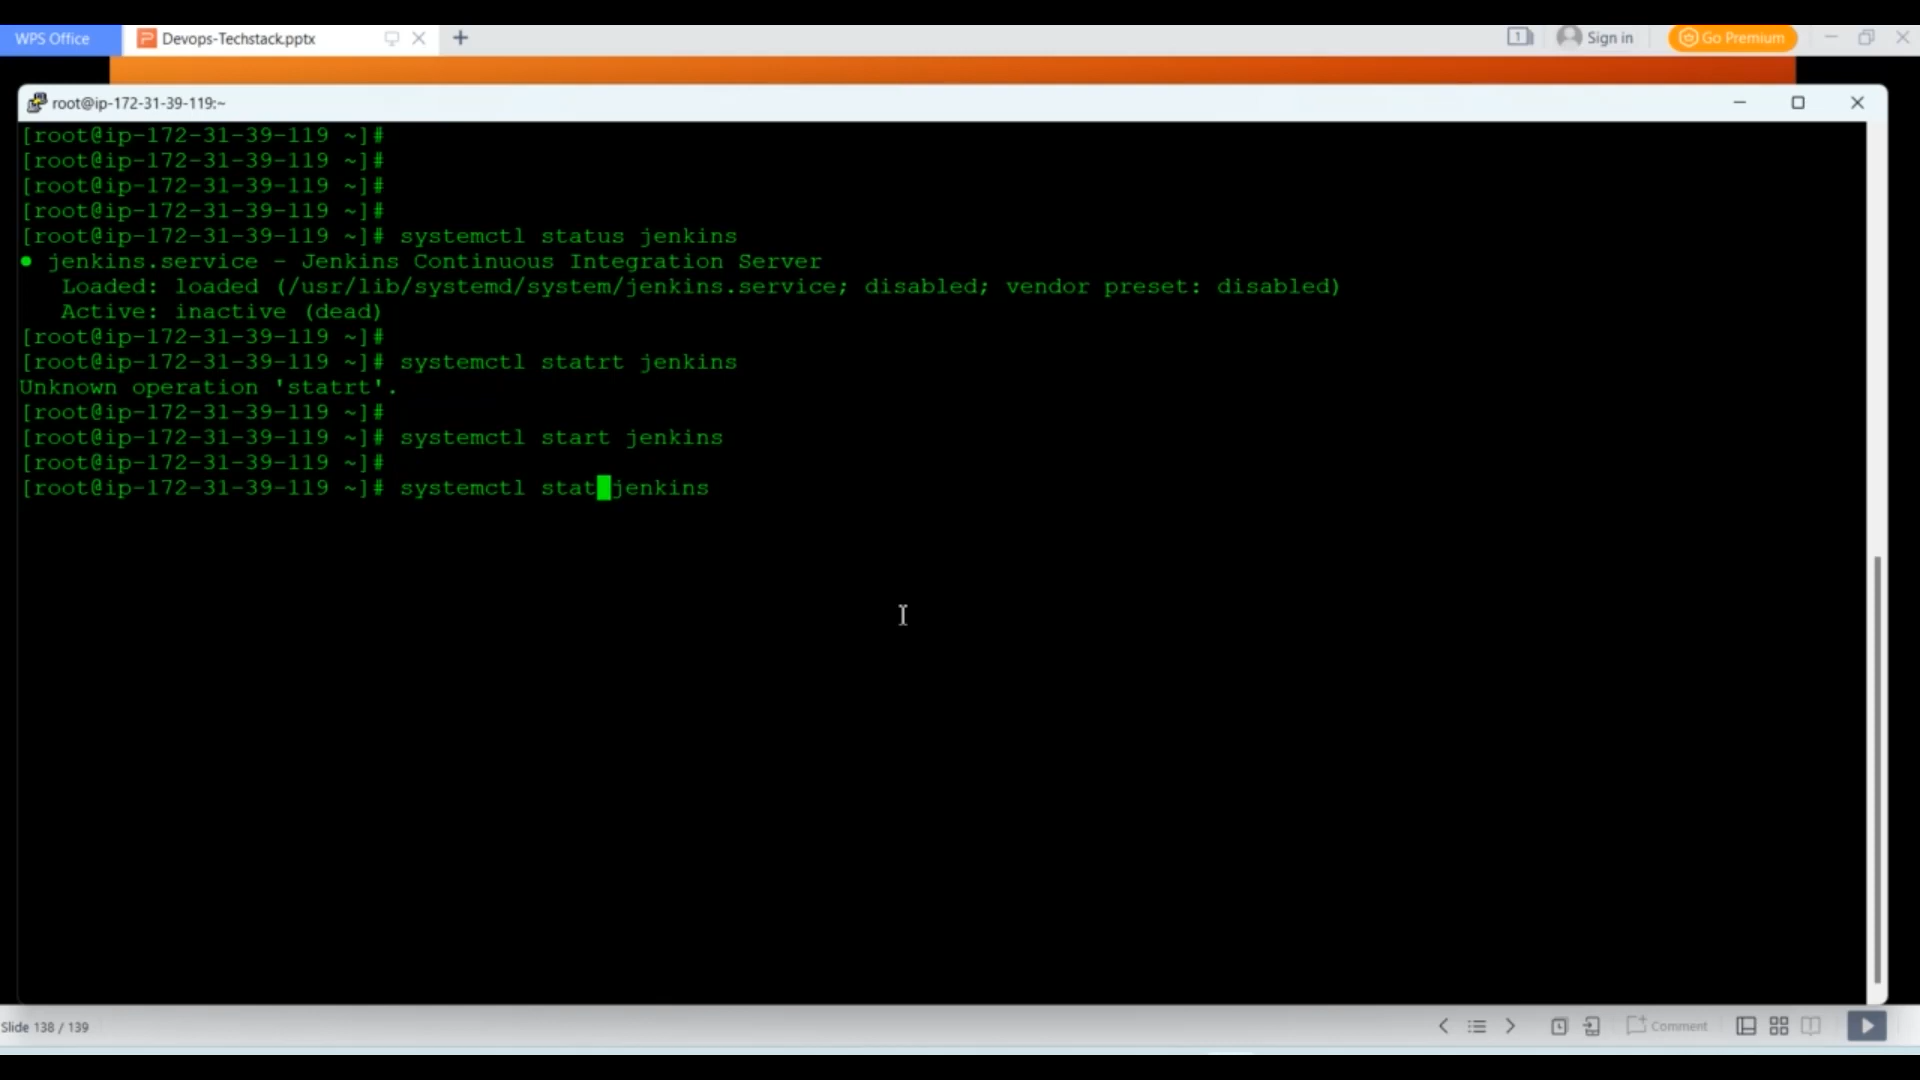 WPS Office
Devops-Techstack.pptx
1
Sign in
Go Premium
root@ip-172-31-39-119:~
[root@ip-172-31-39-119 ~]#
[root@ip-172-31-39-119 ~]#
[root@ip-172-31-39-119 ~]#
[root@ip-172-31-39-119 ~]#
[root@ip-172-31-39-119 ~]# systemctl status jenkins
● jenkins.service - Jenkins Continuous Integration Server
Loaded: loaded (/usr/lib/systemd/system/jenkins.service; disabled; vendor preset: disabled)
Active: inactive (dead)
[root@ip-172-31-39-119 ~]#
[root@ip-172-31-39-119 ~]# systemctl statrt jenkins
Unknown operation 'statrt'.
[root@ip-172-31-39-119 ~]#
[root@ip-172-31-39-119 ~]# systemctl start jenkins
[root@ip-172-31-39-119 ~]#
[root@ip-172-31-39-119 ~]# systemctl stat jenkins
Slide 138 / 139
Comment